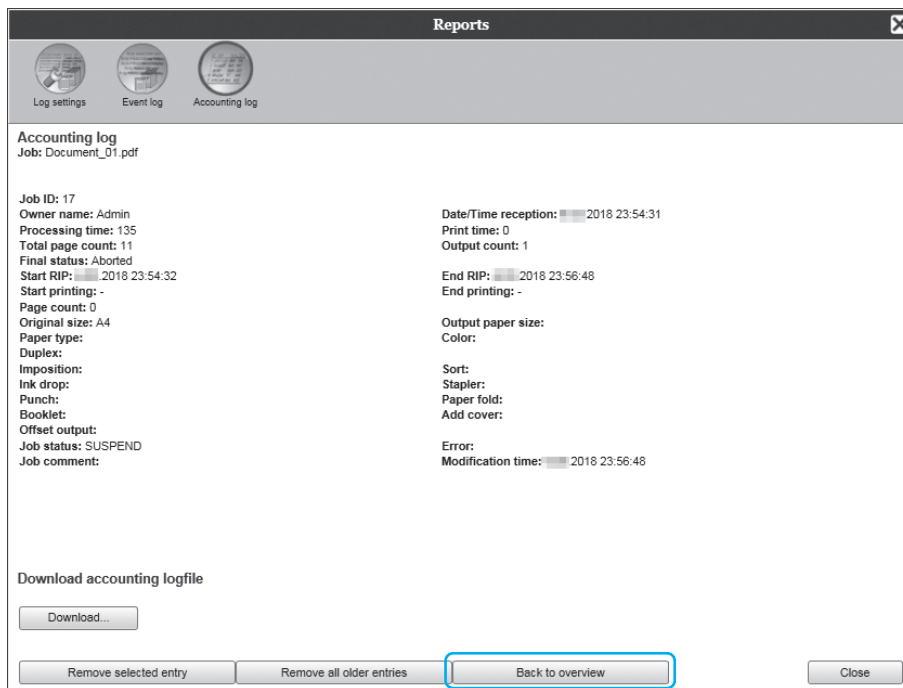 Reports
Log settings Event log Accounting log
Accounting log
Job: Document_01.pdf
Job ID: 17
Owner name: Admin Date/Time reception: 2018 23:54:31
Processing time: 135 Print time: 0
Total page count: 11 Output count: 1
Final status: Aborted
Start RIP: .2018 23:54:32 End RIP: 2018 23:56:48
Start printing: - End printing: -
Page count: 0
Original size: A4 Output paper size:
Paper type: Color:
Duplex:
Imposition: Sort:
Ink drop: Stapler:
Punch: Paper fold:
Booklet: Add cover:
Offset output:
Job status: SUSPEND Error:
Job comment: Modification time: 2018 23:56:48
Download accounting logfile
Download...
Remove selected entry Remove all older entries Back to overview Close